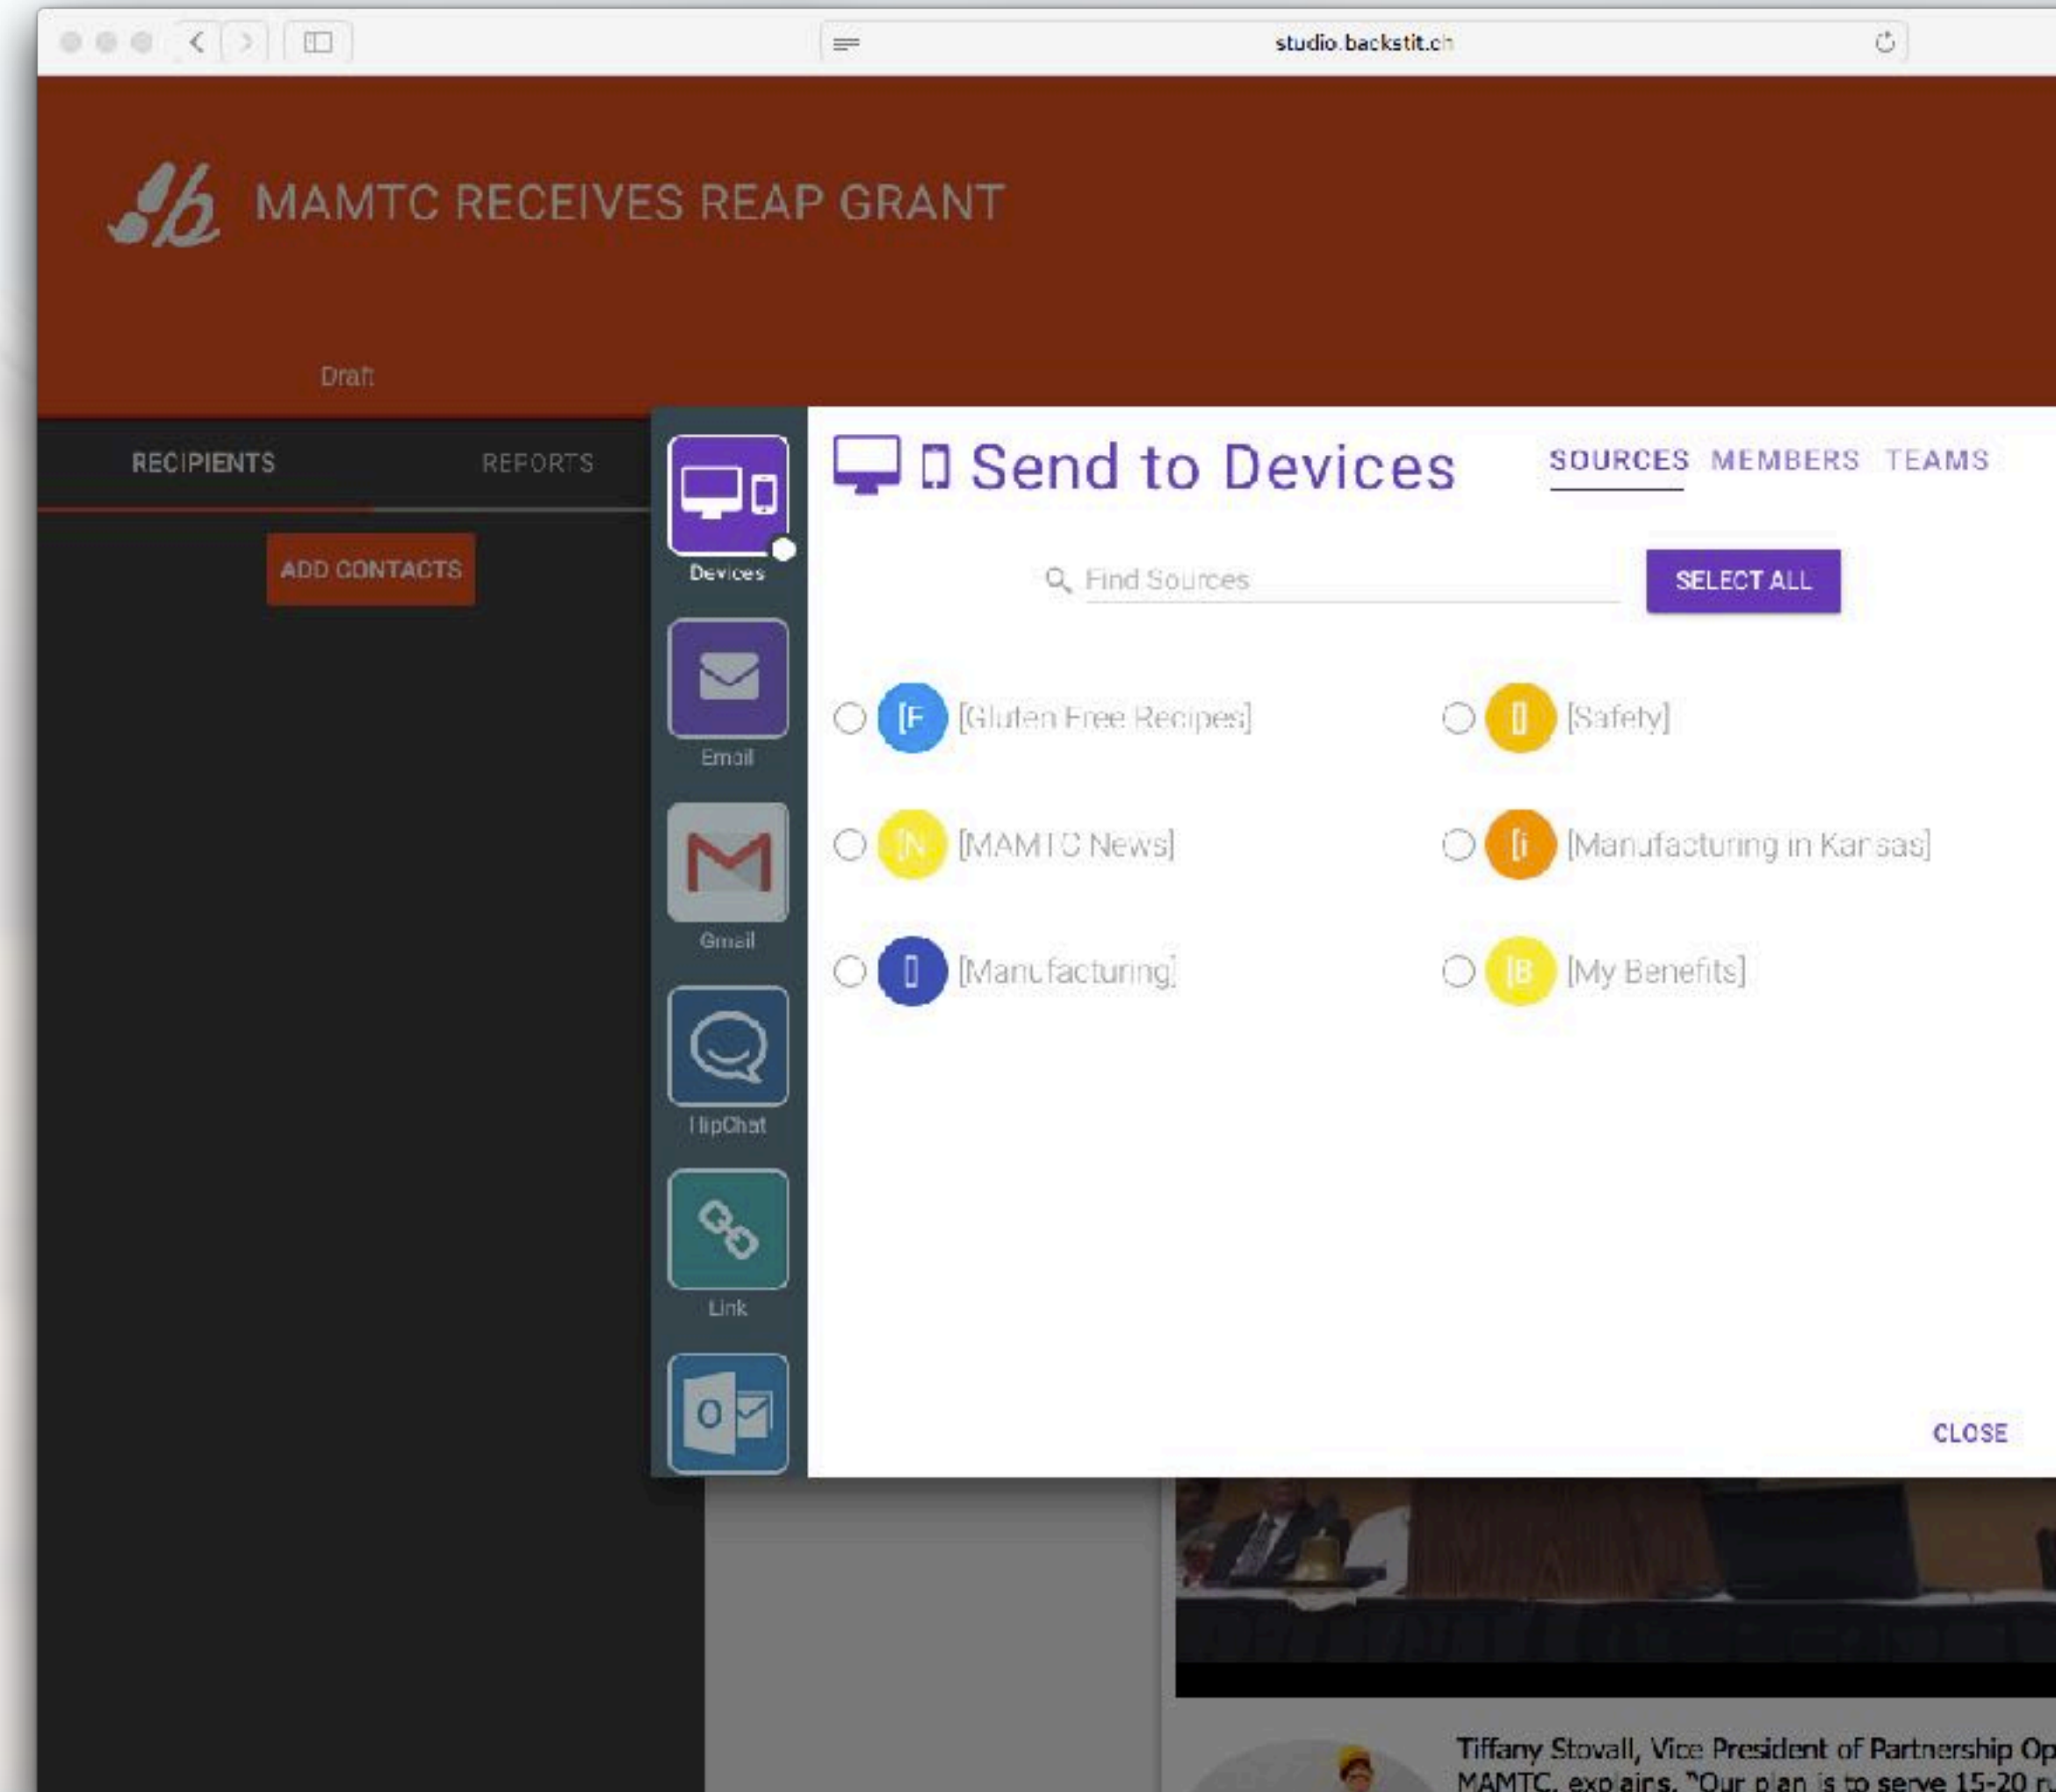 studio.backstit.ch
MAMTC RECEIVES REAP GRANT
Draft
RECIPIENTS REPORTS
ADD CONTACTS
Devices
Email
Gmail
HipChat
Link
Send to Devices
SOURCES MEMBERS TEAMS
Find Sources
SELECT ALL
[F [Gluten Free Recipes]
[] [Safety]
[N [MAMTC News]
[i [Manufacturing in Kansas]
[] [Manufacturing]
[B [My Benefits]
CLOSE
Tiffany Stovall, Vice President of Partnership Op
MAMTC, explains, "Our plan is to serve 15-20 r